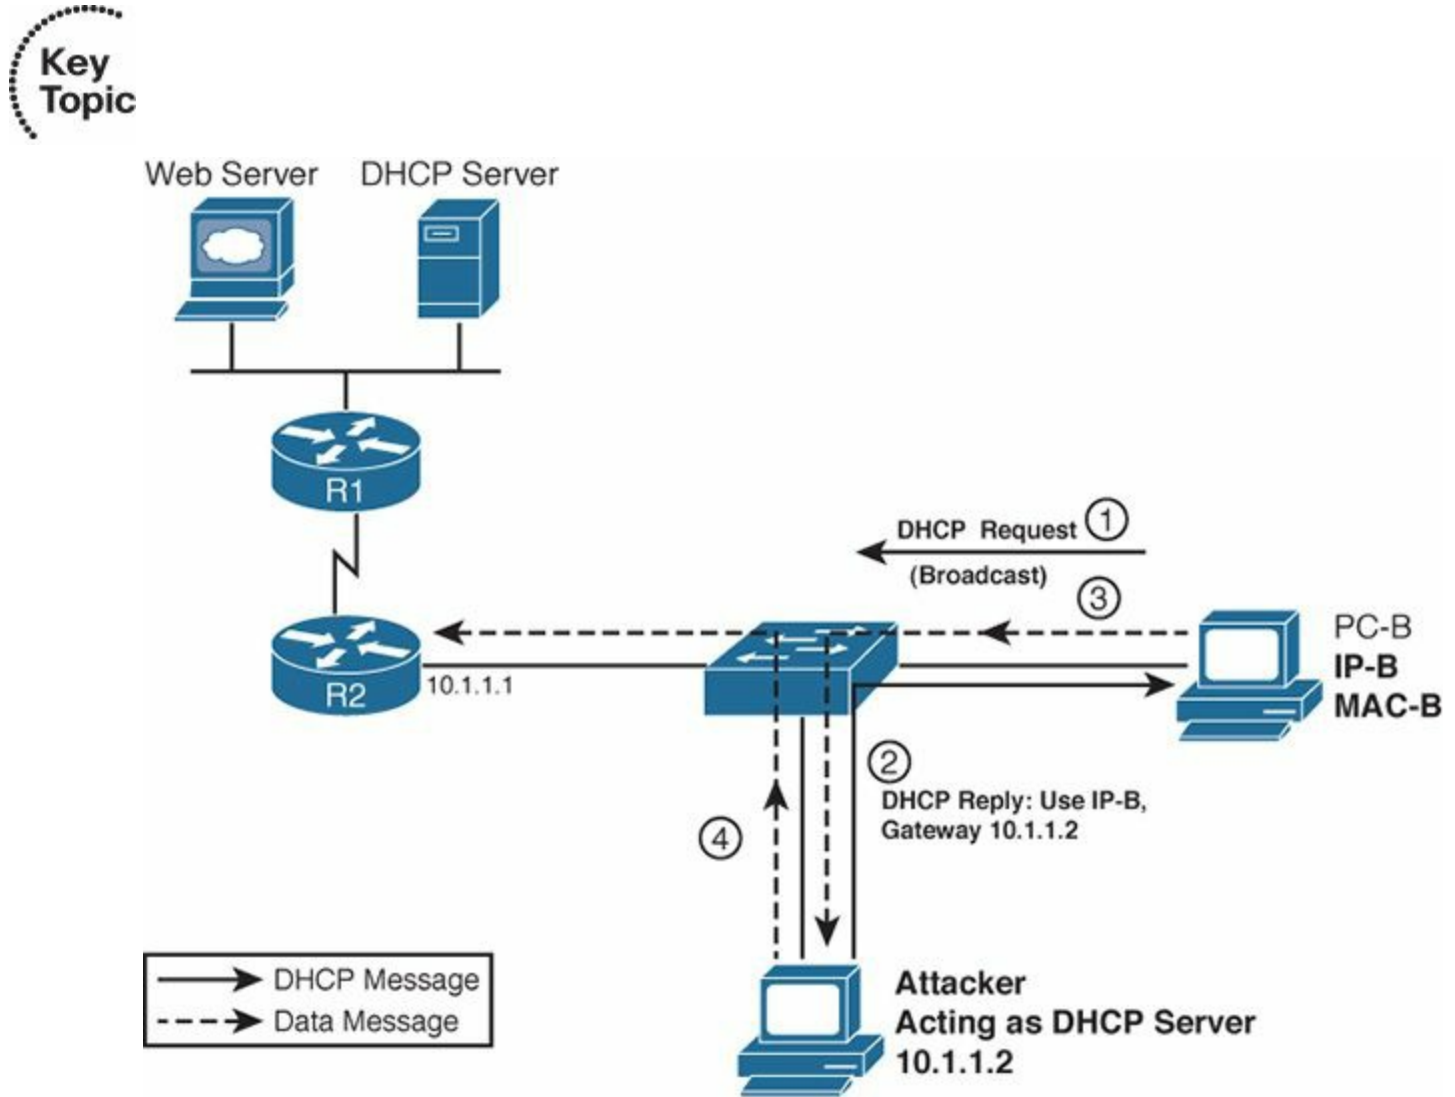 Key
Topic
Web Server
DHCP Server
R1
DHCP Request 1
(Broadcast)
3
PC-B
IP-B
MAC-B
R2
10.1.1.1
2
DHCP Reply: Use IP-B,
Gateway 10.1.1.2
4
DHCP Message
Data Message
Attacker
Acting as DHCP Server
10.1.1.2